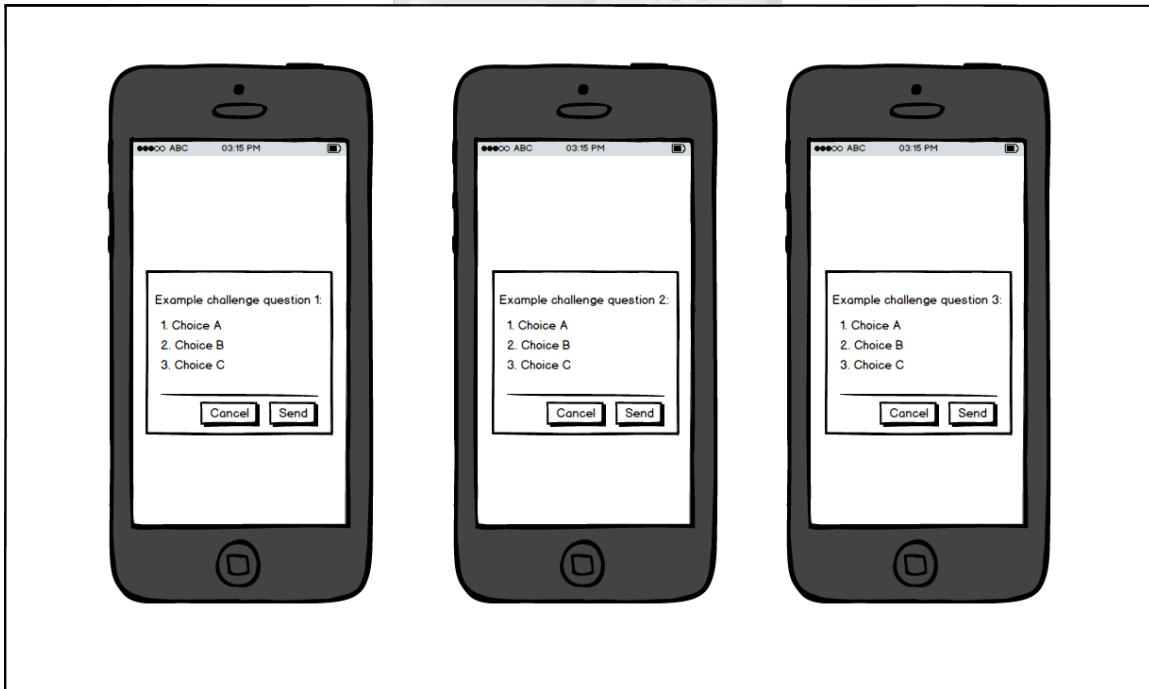 ABC 03:15 PM
Example challenge question 1:
1. Choice A
2. Choice B
3. Choice C
Cancel Send
ABC 03:15 PM
Example challenge question 2:
1. Choice A
2. Choice B
3. Choice C
Cancel Send
ABC 03:15 PM
Example challenge question 3:
1. Choice A
2. Choice B
3. Choice C
Cancel Send